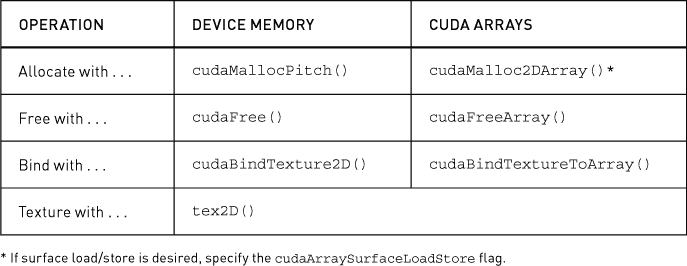 OPERATION DEVICE MEMORY CUDA ARRAYS
Allocate with . . . cudaMallocPitch() cudaMalloc2DArray()*
Free with . . . cudaFree() cudaFreeArray()
Bind with . . . cudaBindTexture2D() cudaBindTextureToArray()
Texture with . . . tex2D()
* If surface load/store is desired, specify the cudaArraySurfaceLoadStore flag.